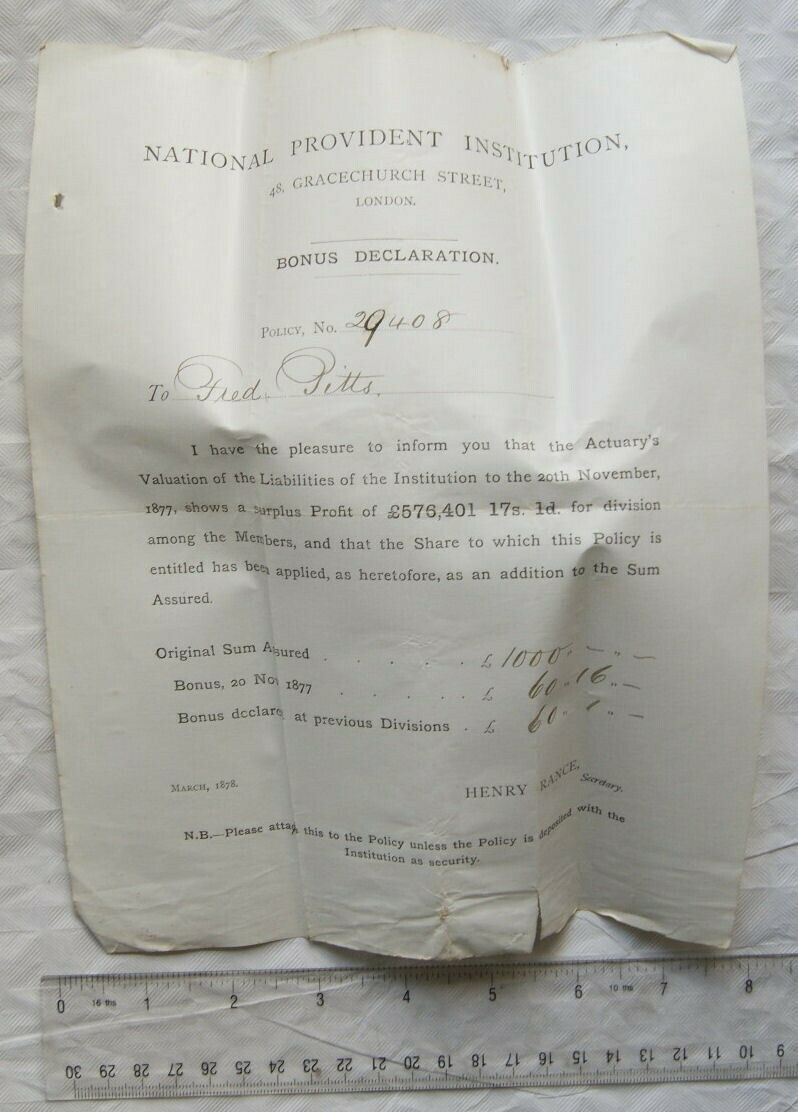 NATIONAL PROVIDENT INSTITUTION,
48, GRACECHURCH STREET,
LONDON.
BONUS DECLARATION.
POLICY, No. 29408
To Fred. Pitts.
I have the pleasure to inform you that the Actuary's
Valuation of the Liabilities of the Institution to the 20th November,
1877, shows a surplus Profit of £576,401 17s. 1d. for division
among the Members, and that the Share to which this Policy is
entitled has been applied, as heretofore, as an addition to the Sum
Assured.
Original Sum Assured . . . . . £ 1000 " — " —
Bonus, 20 Nov 1877 . . . . £ 60 " 16 " —
Bonus declared at previous Divisions . £ 60 " 1 " —
MARCH, 1878.
HENRY RANCE, Secretary.
N.B.—Please attach this to the Policy unless the Policy is deposited with the
Institution as security.
0 16 ths 1 2 3 4 5 6 10 ths 7 8
30 29 28 27 26 25 24 23 22 21 20 19 18 17 16 15 14 13 12 11 10 9